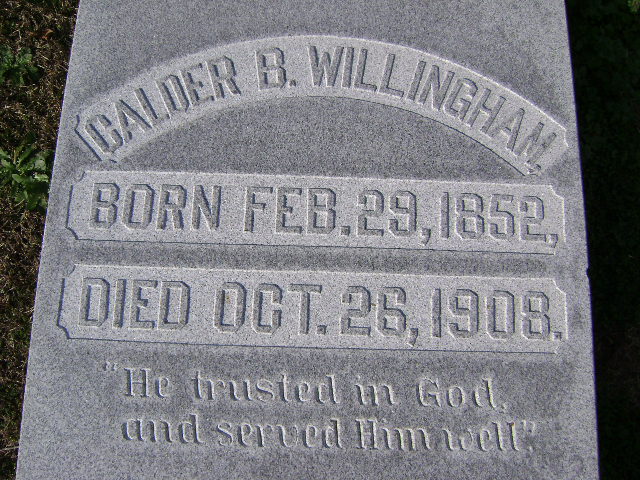 CALDER B. WILLINGHAM,
BORN FEB. 29, 1852,
DIED OCT. 26, 1908.
"He trusted in God,
and served Him well".